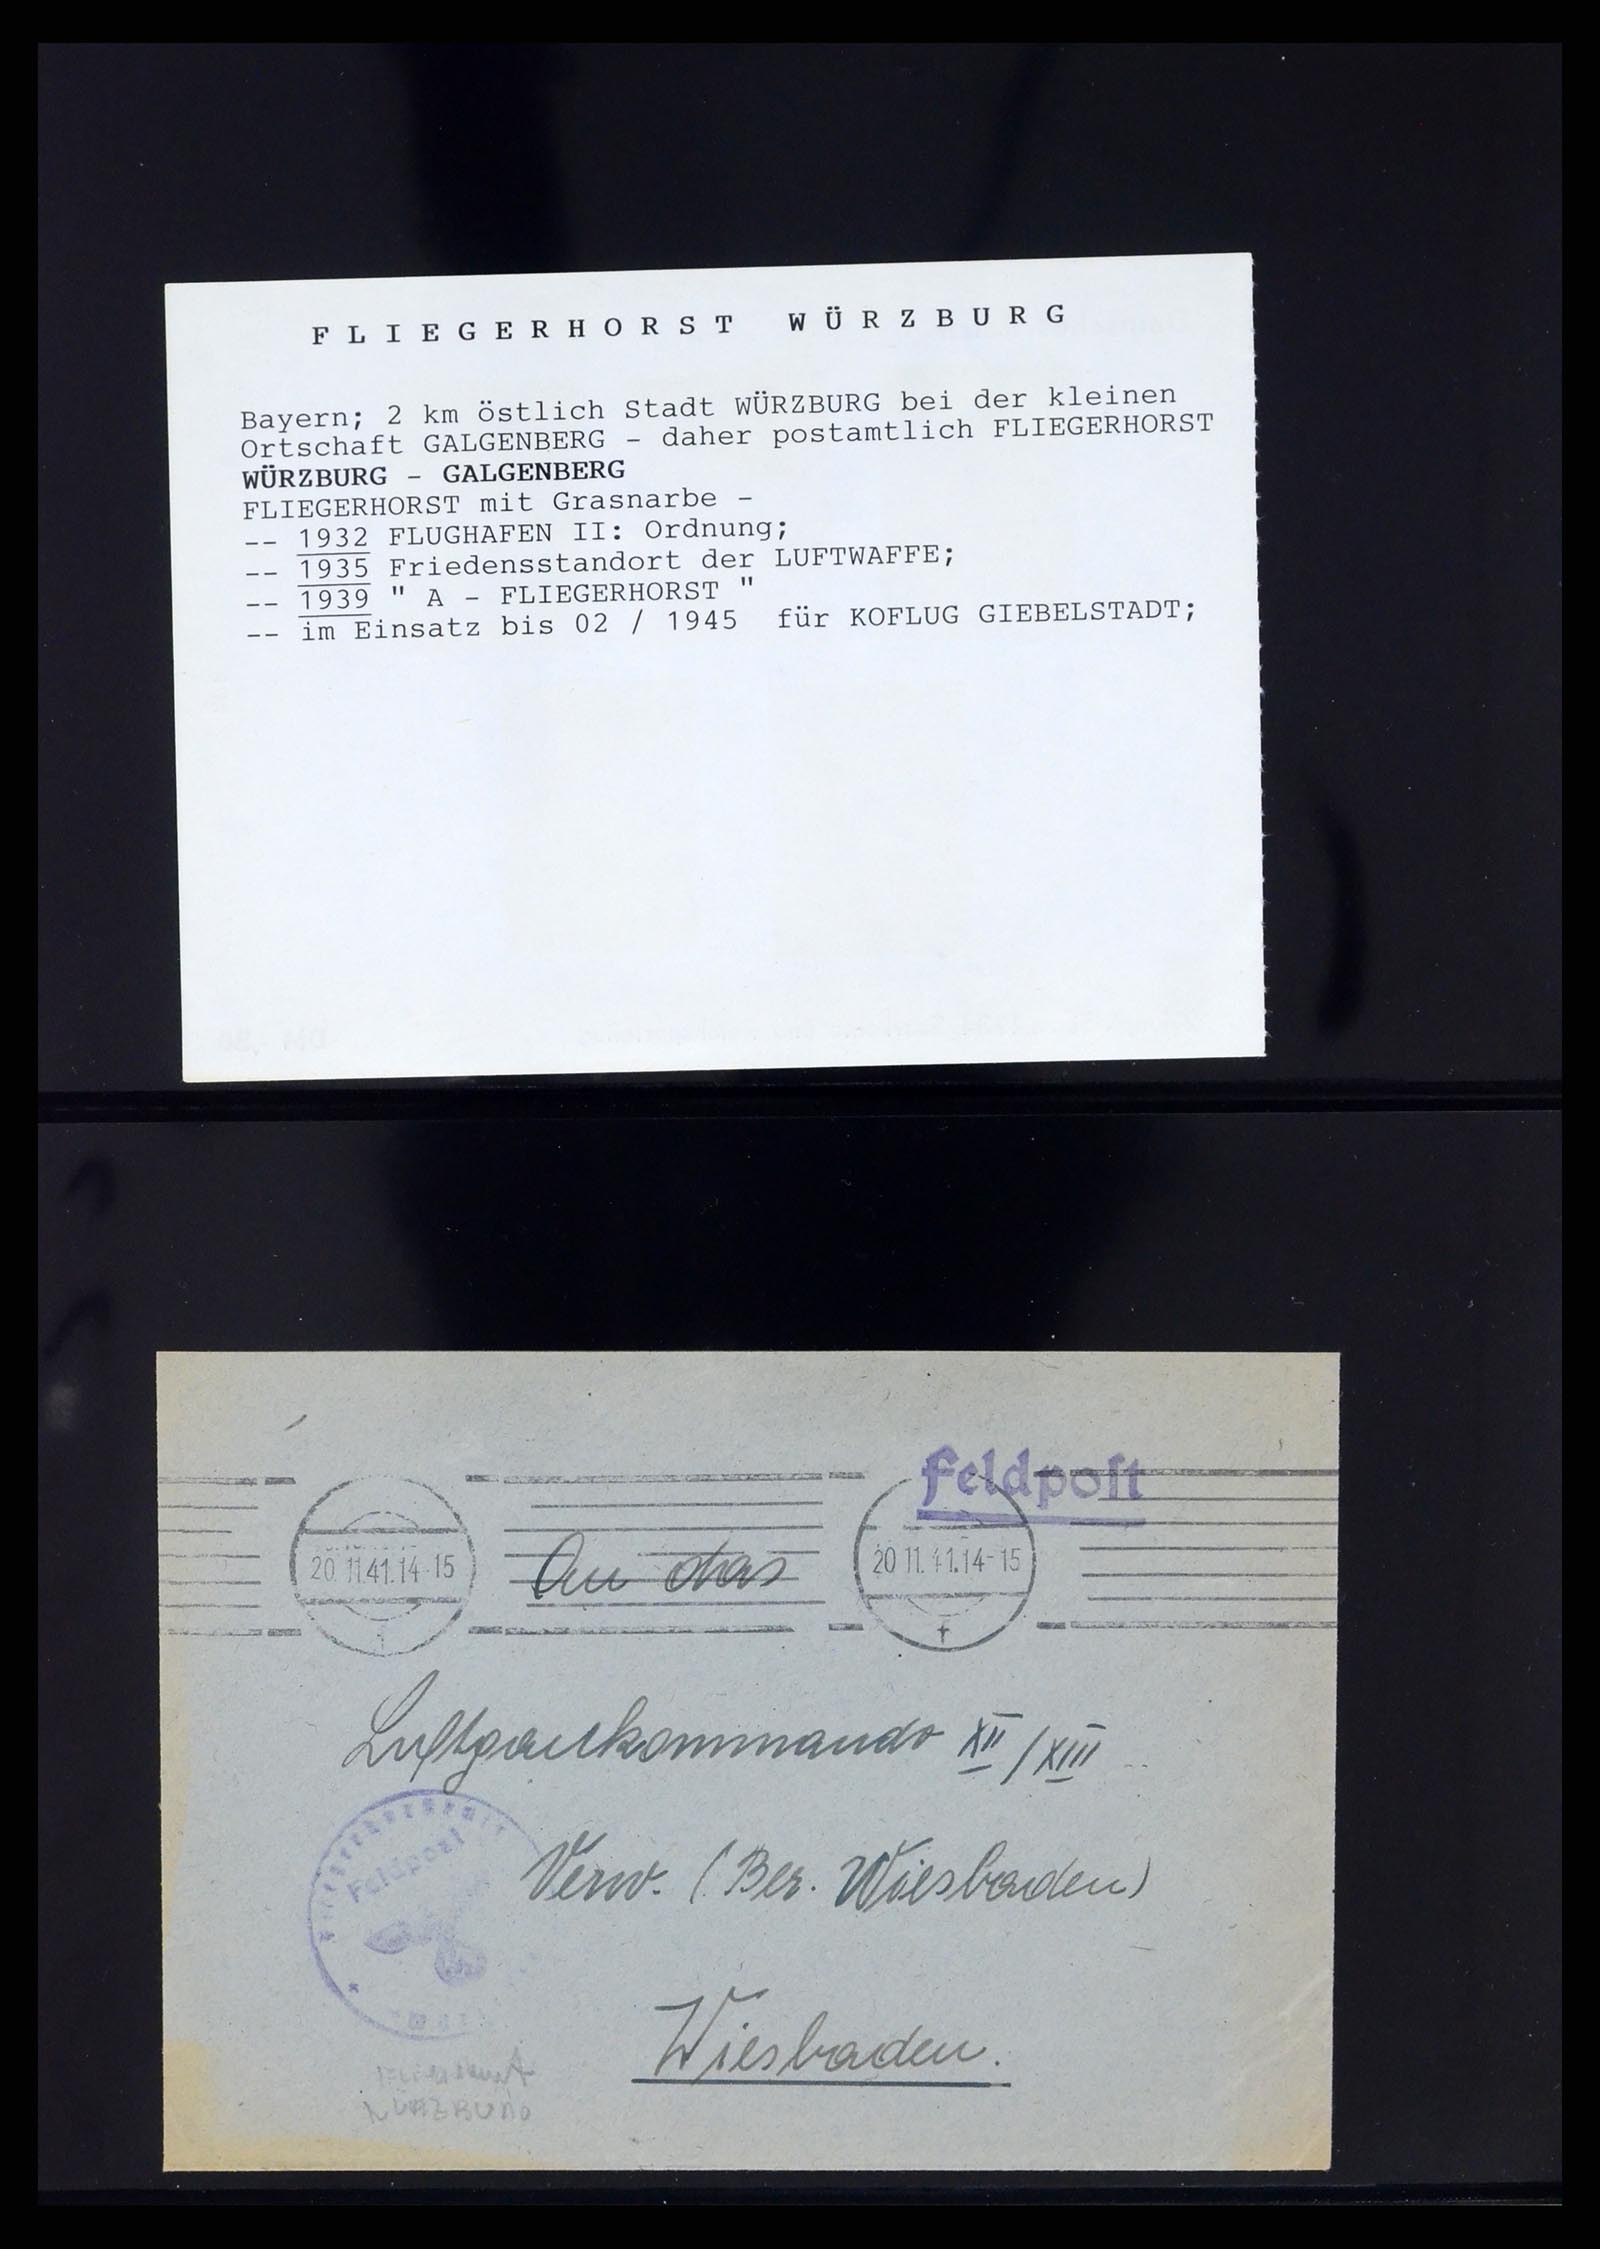 FLIEGERHORST WÜRZBURG
Bayern; 2 km östlich Stadt WÜRZBURG bei der kleinen
Ortschaft GALGENBERG - daher postamtlich FLIEGERHORST
WÜRZBURG - GALGENBERG
FLIEGERHORST mit Grasnarbe -
-- 1932 FLUGHAFEN II: Ordnung;
-- 1935 Friedensstandort der LUFTWAFFE;
-- 1939 " A - FLIEGERHORST "
-- im Einsatz bis 02 / 1945 für KOFLUG GIEBELSTADT;
Feldpost
20.11.41.14-15
20.11.41.14-15
An das
Luftgaukommando XII/XIII
Feldpost
Verw. (Ber. Wiesbaden)
Wiesbaden.
WÜRZBURG